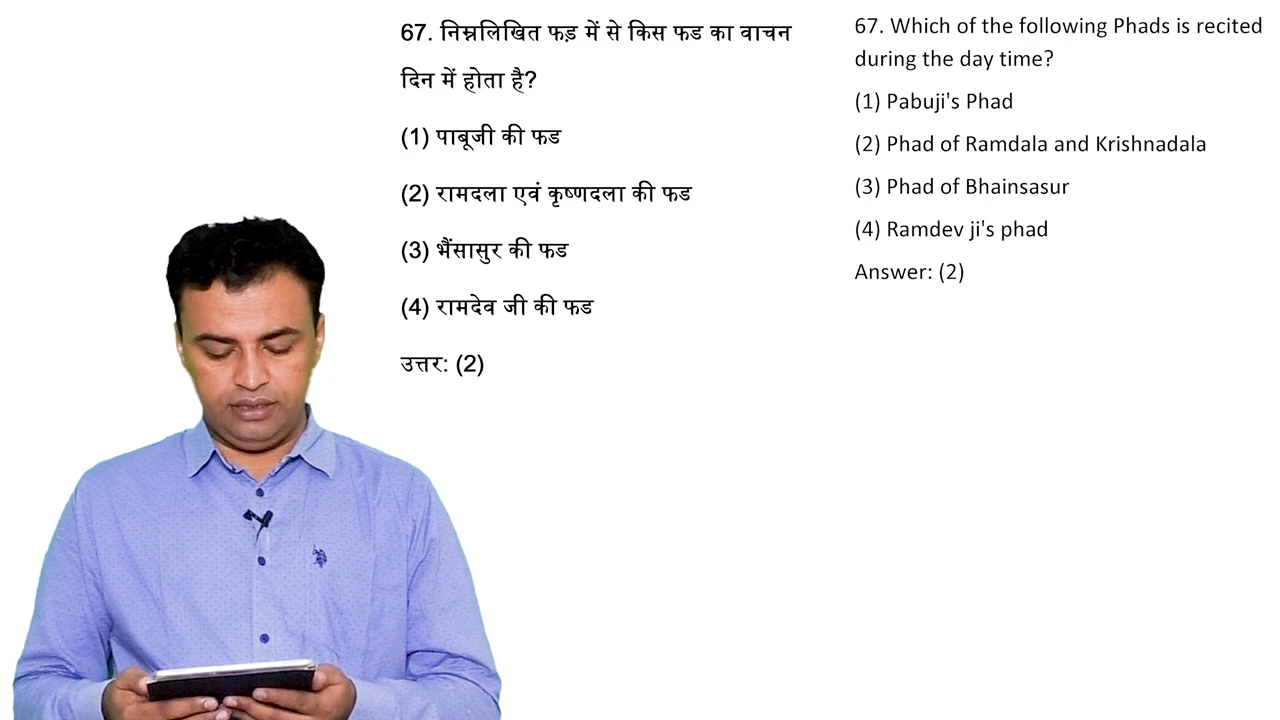 67. निम्नलिखित फड़ में से किस फड का वाचन
दिन में होता है?
(1) पाबूजी की फड
(2) रामदला एवं कृष्णदला की फड
(3) भैंसासुर की फड
(4) रामदेव जी की फड
उत्तर: (2)
67. Which of the following Phads is recited
during the day time?
(1) Pabuji's Phad
(2) Phad of Ramdala and Krishnadala
(3) Phad of Bhainsasur
(4) Ramdev ji's phad
Answer: (2)